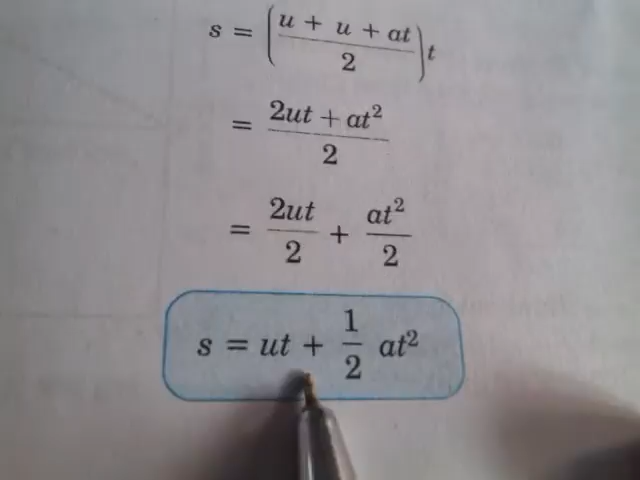 s = ( (u + u + at) / 2 ) t
= (2ut + at²) / 2
= 2ut / 2 + at² / 2
s = ut + 1/2 at²